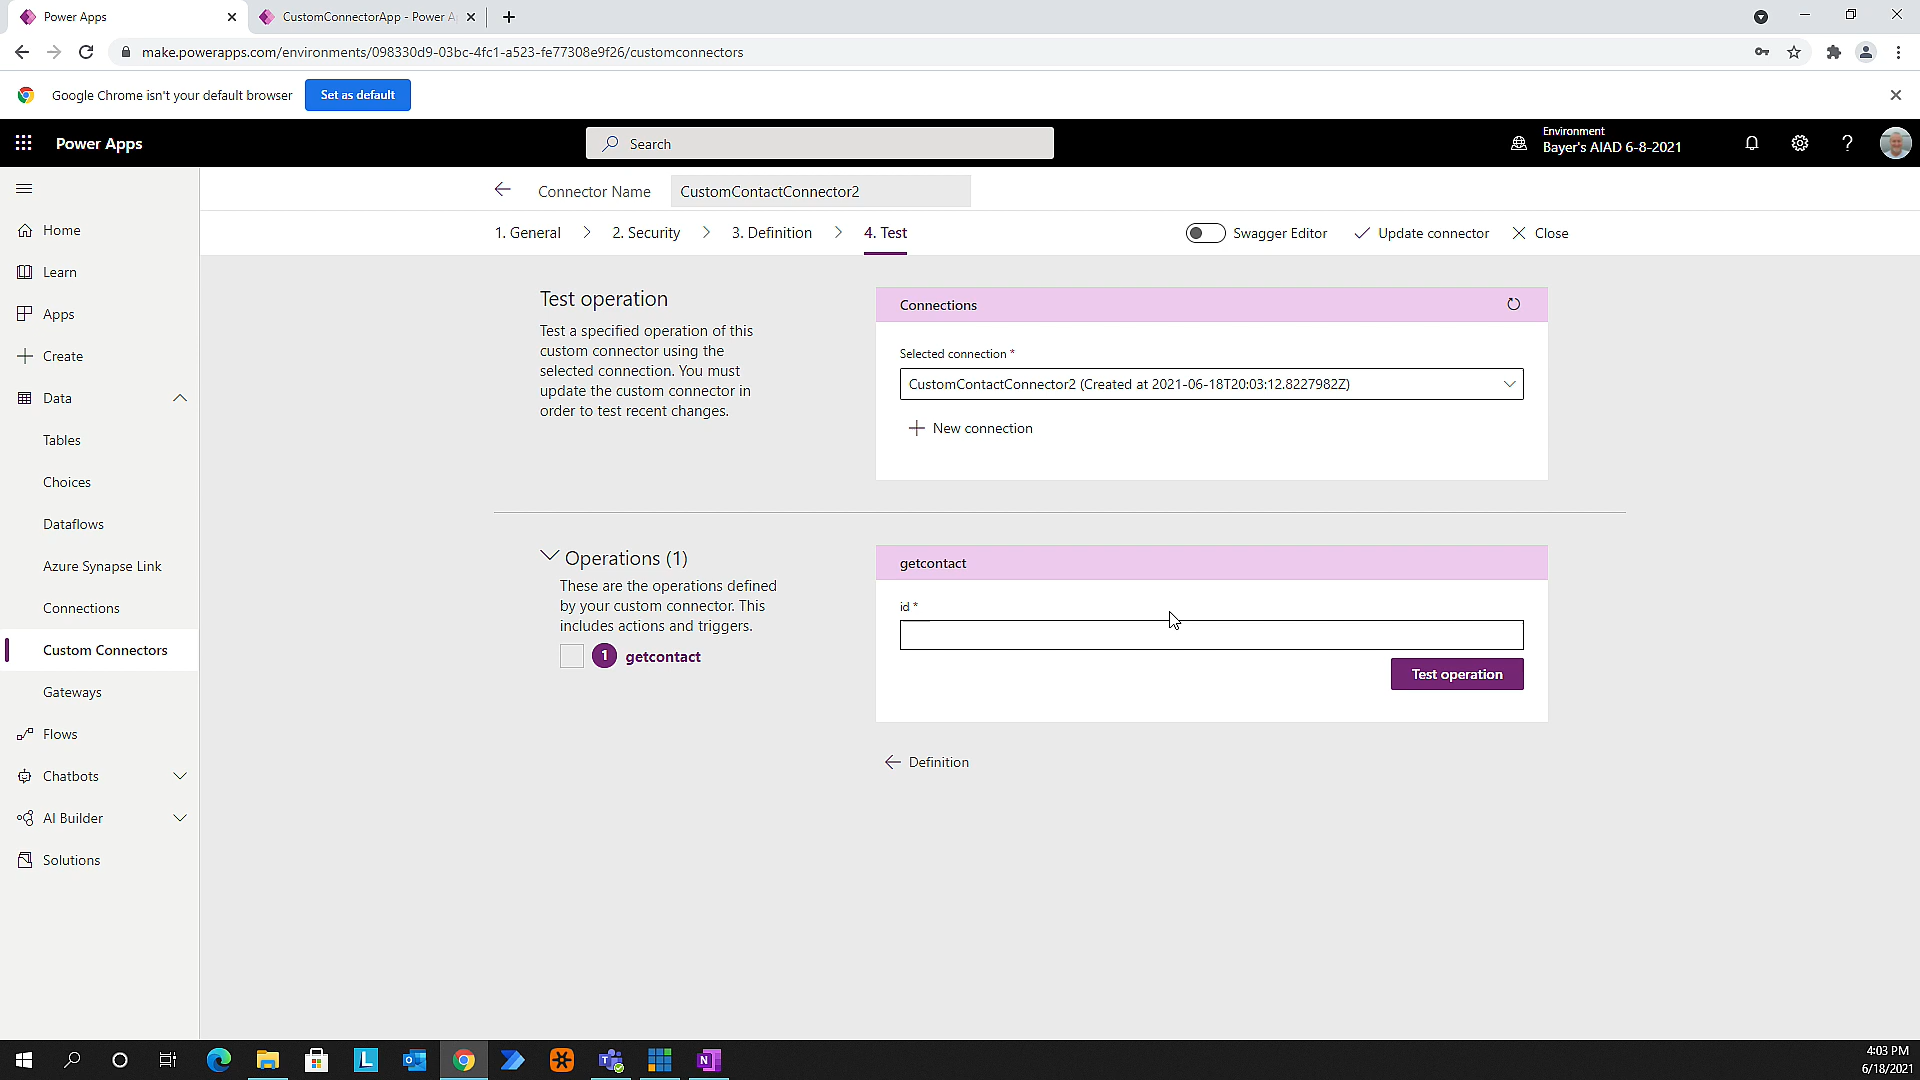 Power Apps
CustomConnectorApp - Power A
make.powerapps.com/environments/098330d9-03bc-4fc1-a523-fe77308e9f26/customconnectors
Google Chrome isn't your default browser
Set as default
Power Apps
Search
Environment
Bayer's AIAD 6-8-2021
Home
Learn
Apps
Create
Data
Tables
Choices
Dataflows
Azure Synapse Link
Connections
Custom Connectors
Gateways
Flows
Chatbots
AI Builder
Solutions
Connector Name
CustomContactConnector2
1. General
2. Security
3. Definition
4. Test
Swagger Editor
Update connector
Close
Test operation
Test a specified operation of this
custom connector using the
selected connection. You must
update the custom connector in
order to test recent changes.
Connections
Selected connection *
CustomContactConnector2 (Created at 2021-06-18T20:03:12.8227982Z)
New connection
Operations (1)
These are the operations defined
by your custom connector. This
includes actions and triggers.
1
getcontact
getcontact
id *
Test operation
Definition
4:03 PM
6/18/2021